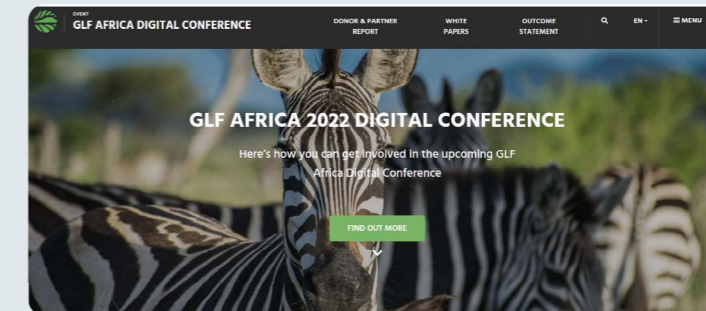 EVENT
GLF AFRICA DIGITAL CONFERENCE
DONOR & PARTNER
REPORT
WHITE
PAPERS
OUTCOME
STATEMENT
EN
MENU
GLF AFRICA 2022 DIGITAL CONFERENCE
Here's how you can get involved in the upcoming GLF
Africa Digital Conference
FIND OUT MORE